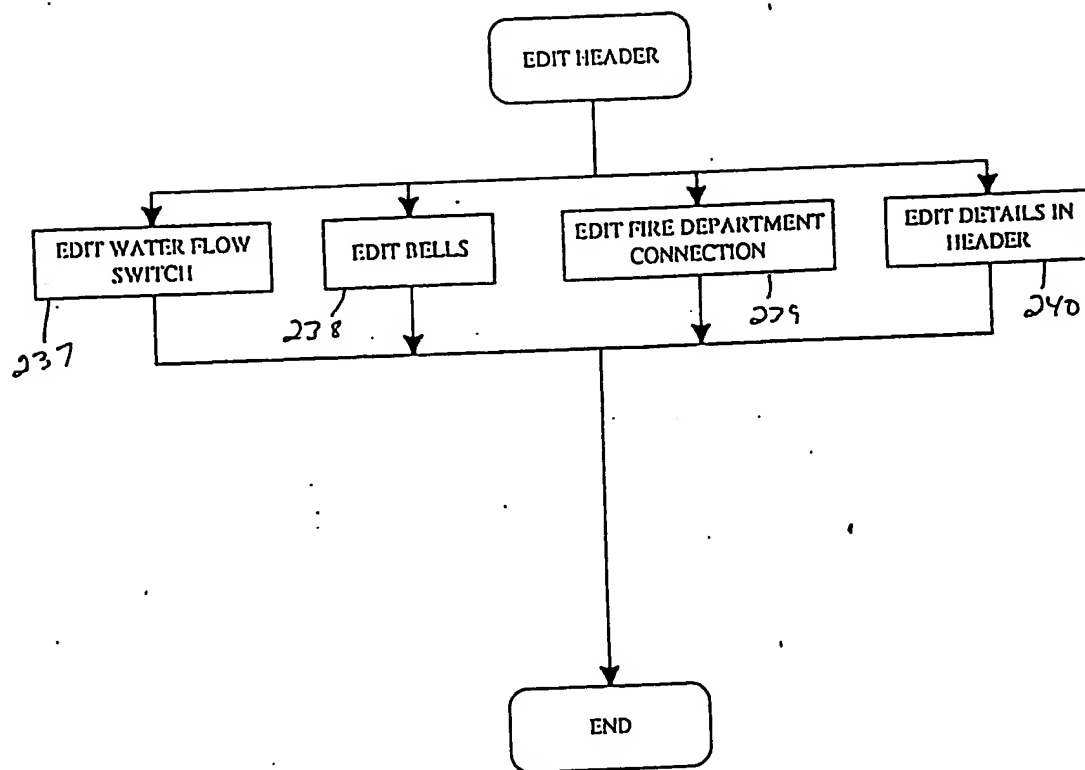 EDIT HEADER
EDIT WATER FLOW
SWITCH
EDIT BELLS
EDIT FIRE DEPARTMENT
CONNECTION
EDIT DETAILS IN
HEADER
237
238
239
240
END